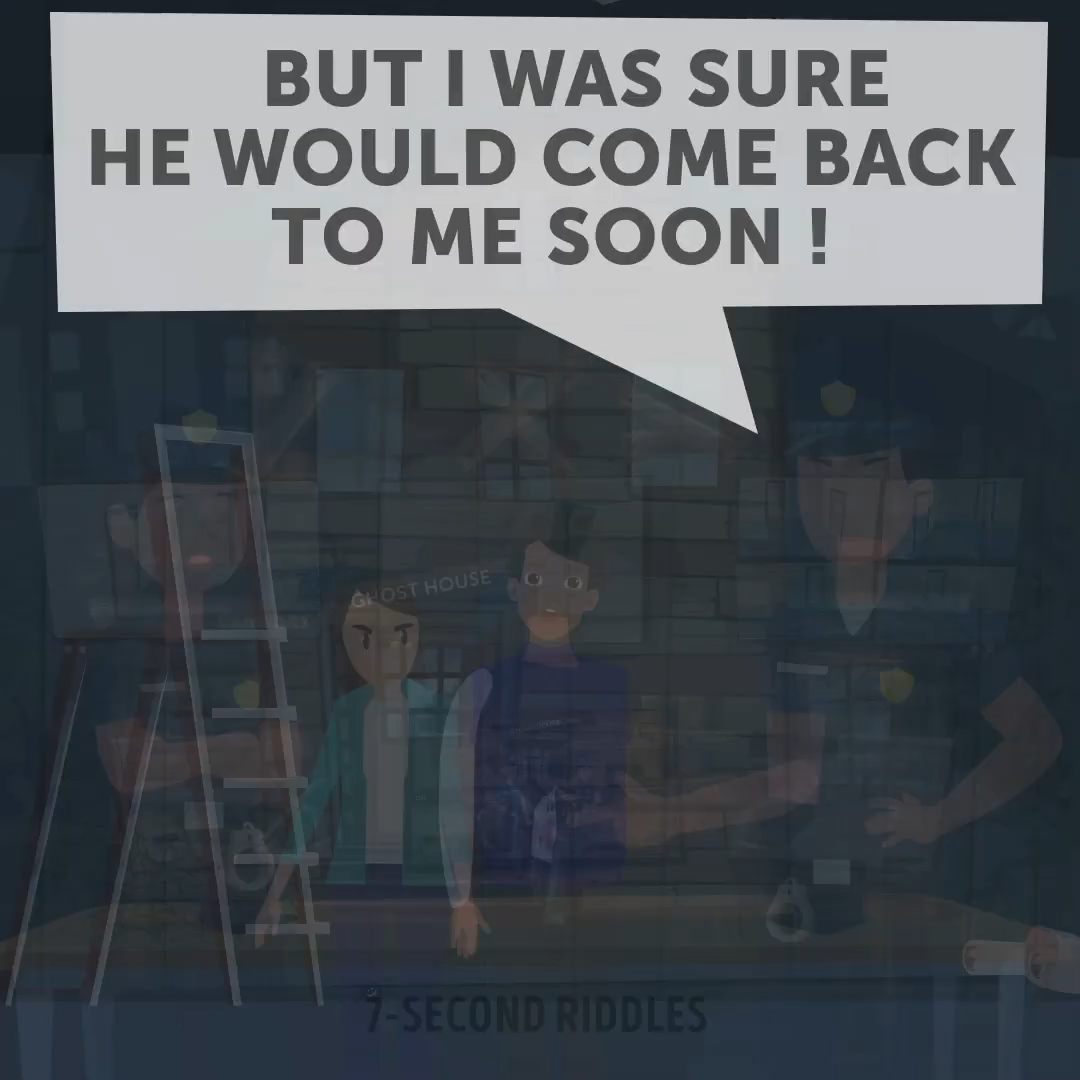 BUT I WAS SURE
HE WOULD COME BACK
TO ME SOON !
GHOST HOUSE
7-SECOND RIDDLES